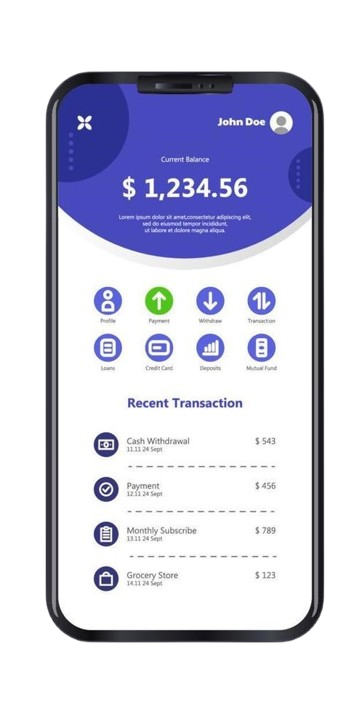 John Doe
Current Balance
$ 1,234.56
Lorem ipsum dolor sit amet,consectetur adipiscing elit,
sed do eiusmod tempor incididunt,
ut labore et dolore magna aliqua.
Profile
Payment
Withdraw
Transaction
Loans
Credit Card
Deposits
Mutual Fund
Recent Transaction
Cash Withdrawal
$ 543
11.11 24 Sept
Payment
$ 456
12.11 24 Sept
Monthly Subscribe
$ 789
13.11 24 Sept
Grocery Store
$ 123
14.11 24 Sept